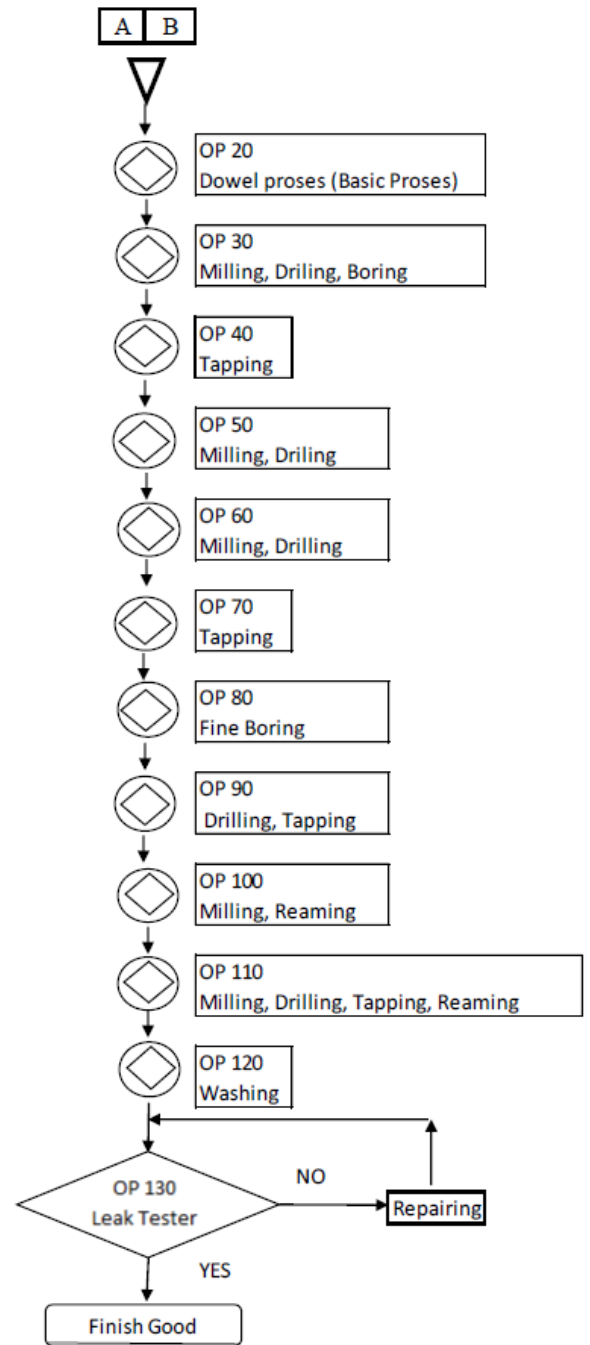 A B
OP 20
Dowel proses (Basic Proses)
OP 30
Milling, Driling, Boring
OP 40
Tapping
OP 50
Milling, Driling
OP 60
Milling, Drilling
OP 70
Tapping
OP 80
Fine Boring
OP 90
Drilling, Tapping
OP 100
Milling, Reaming
OP 110
Milling, Drilling, Tapping, Reaming
OP 120
Washing
OP 130
Leak Tester
NO
Repairing
YES
Finish Good